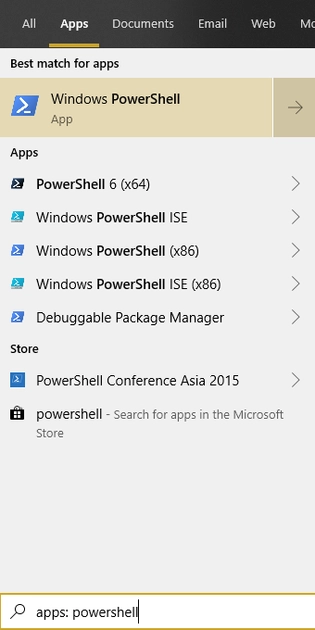 All Apps Documents Email Web Mo
Best match for apps
Windows PowerShell
App
Apps
PowerShell 6 (x64)
Windows PowerShell ISE
Windows PowerShell (x86)
Windows PowerShell ISE (x86)
Debuggable Package Manager
Store
PowerShell Conference Asia 2015
powershell - Search for apps in the Microsoft
Store
apps: powershell